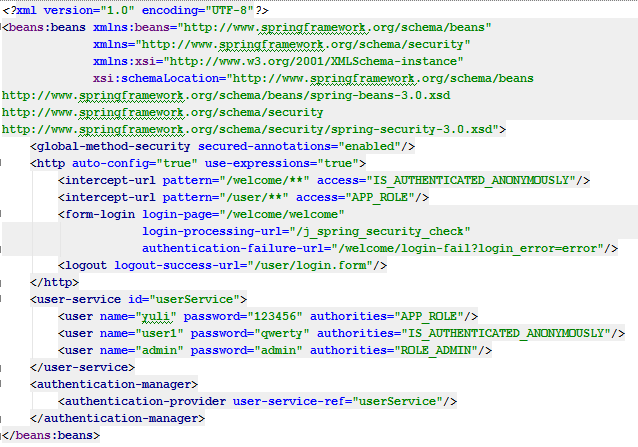 <?xml version="1.0" encoding="UTF-8"?>
<beans:beans xmlns:beans="http://www.springframework.org/schema/beans"
xmlns="http://www.springframework.org/schema/security"
xmlns:xsi="http://www.w3.org/2001/XMLSchema-instance"
xsi:schemaLocation="http://www.springframework.org/schema/beans
http://www.springframework.org/schema/beans/spring-beans-3.0.xsd
http://www.springframework.org/schema/security
http://www.springframework.org/schema/security/spring-security-3.0.xsd">
<global-method-security secured-annotations="enabled"/>
<http auto-config="true" use-expressions="true">
<intercept-url pattern="/welcome/**" access="IS_AUTHENTICATED_ANONYMOUSLY"/>
<intercept-url pattern="/user/**" access="APP_ROLE"/>
<form-login login-page="/welcome/welcome"
login-processing-url="/j_spring_security_check"
authentication-failure-url="/welcome/login-fail?login_error=error"/>
<logout logout-success-url="/user/login.form"/>
</http>
<user-service id="userService">
<user name="yuli" password="123456" authorities="APP_ROLE"/>
<user name="user1" password="qwerty" authorities="IS_AUTHENTICATED_ANONYMOUSLY"/>
<user name="admin" password="admin" authorities="ROLE_ADMIN"/>
</user-service>
<authentication-manager>
<authentication-provider user-service-ref="userService"/>
</authentication-manager>
</beans:beans>